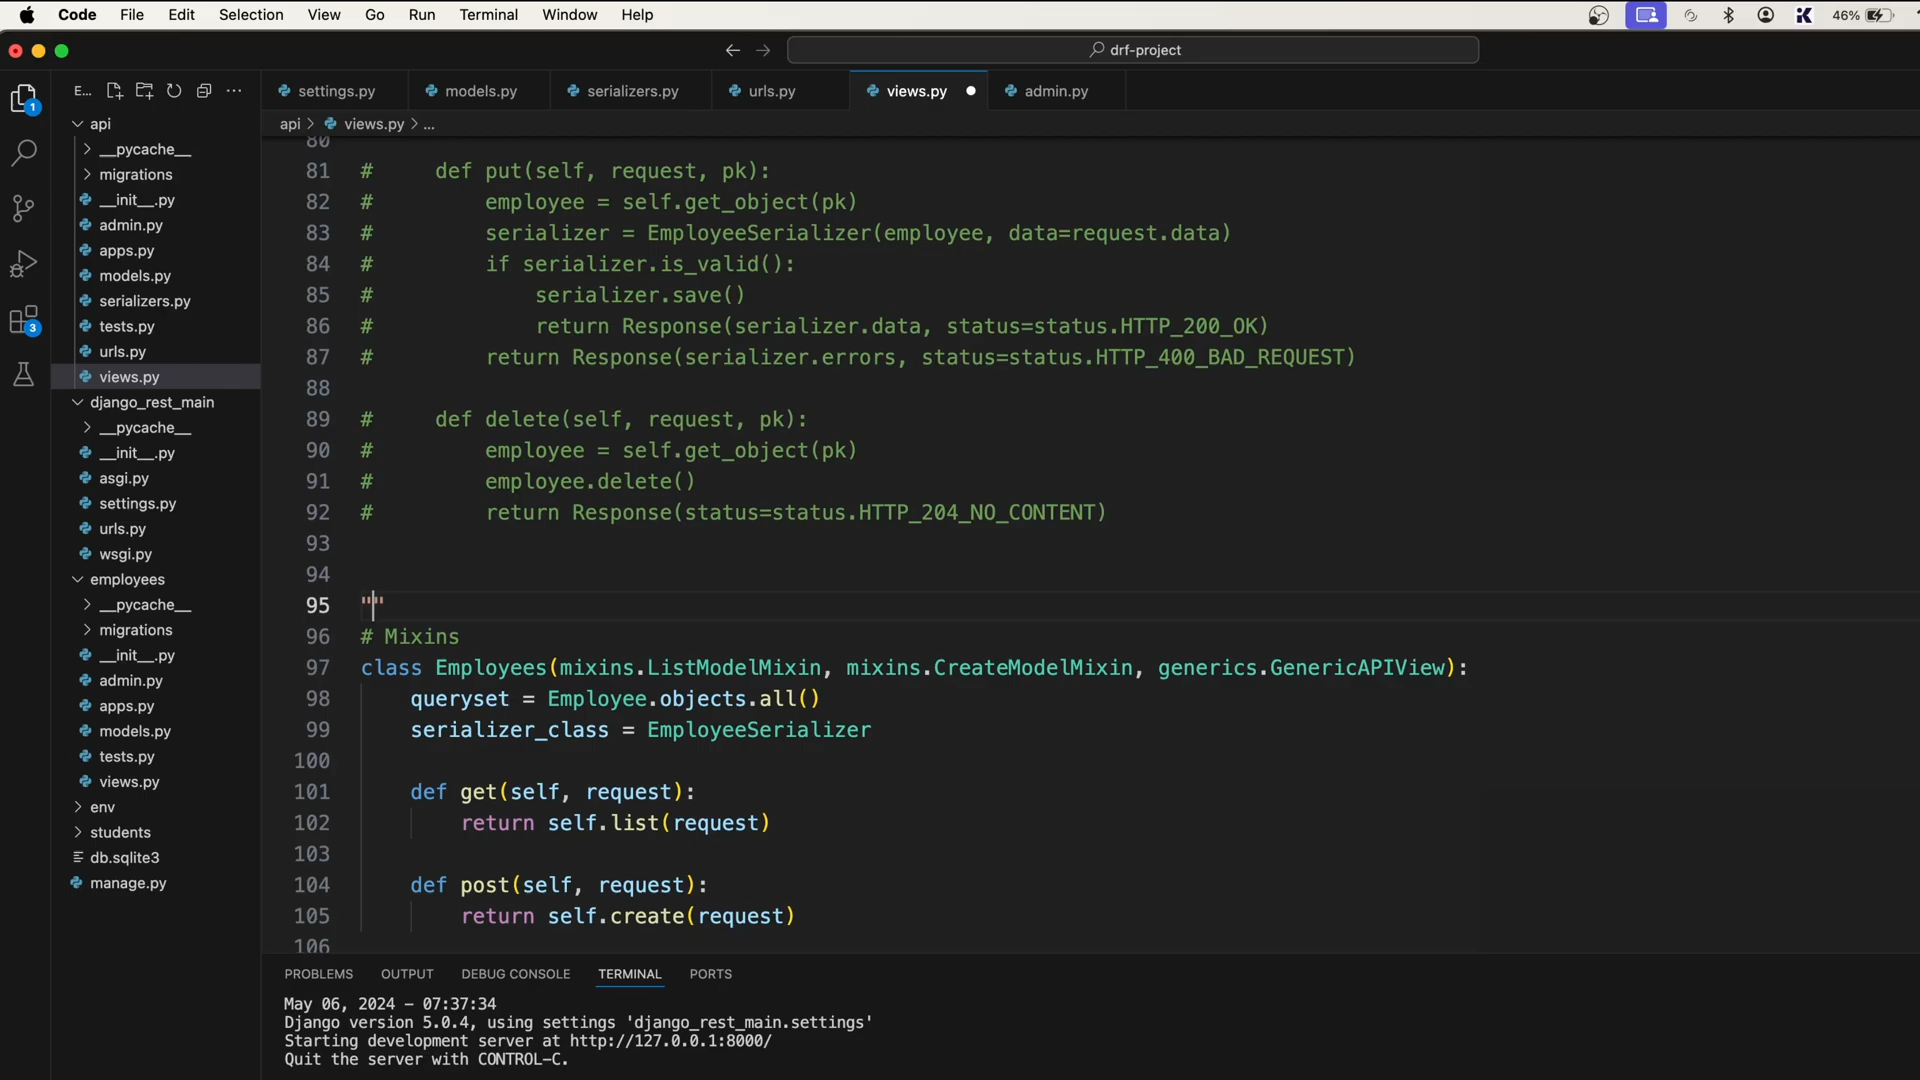 Code File Edit Selection View Go Run Terminal Window Help 46%
drf-project
E... settings.py models.py serializers.py urls.py views.py admin.py
api > views.py > ...
api
__pycache__
migrations
__init__.py
admin.py
apps.py
models.py
serializers.py
tests.py
urls.py
views.py
django_rest_main
__pycache__
__init__.py
asgi.py
settings.py
urls.py
wsgi.py
employees
__pycache__
migrations
__init__.py
admin.py
apps.py
models.py
tests.py
views.py
env
students
db.sqlite3
manage.py
1
3
80
81 #     def put(self, request, pk):
82 #         employee = self.get_object(pk)
83 #         serializer = EmployeeSerializer(employee, data=request.data)
84 #         if serializer.is_valid():
85 #             serializer.save()
86 #             return Response(serializer.data, status=status.HTTP_200_OK)
87 #         return Response(serializer.errors, status=status.HTTP_400_BAD_REQUEST)
88
89 #     def delete(self, request, pk):
90 #         employee = self.get_object(pk)
91 #         employee.delete()
92 #         return Response(status=status.HTTP_204_NO_CONTENT)
93
94
95 ""
96 # Mixins
97 class Employees(mixins.ListModelMixin, mixins.CreateModelMixin, generics.GenericAPIView):
98     queryset = Employee.objects.all()
99     serializer_class = EmployeeSerializer
100
101     def get(self, request):
102         return self.list(request)
103
104     def post(self, request):
105         return self.create(request)
106
PROBLEMS OUTPUT DEBUG CONSOLE TERMINAL PORTS
May 06, 2024 - 07:37:34
Django version 5.0.4, using settings 'django_rest_main.settings'
Starting development server at http://127.0.0.1:8000/
Quit the server with CONTROL-C.